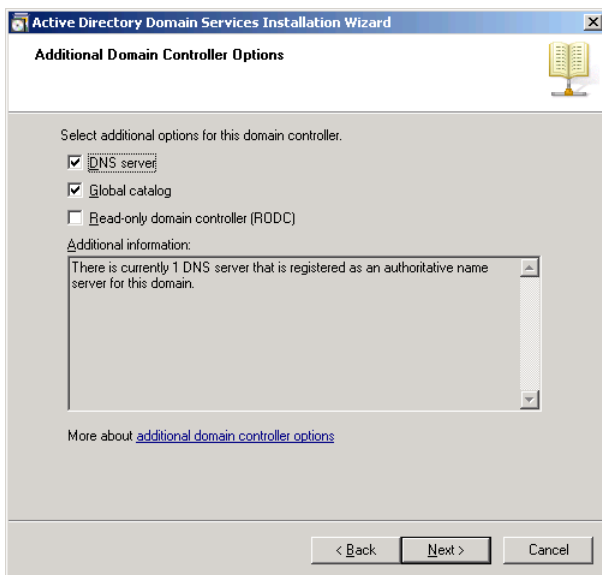 Active Directory Domain Services Installation Wizard
Additional Domain Controller Options
Select additional options for this domain controller.
DNS server
Global catalog
Read-only domain controller (RODC)
Additional information:
There is currently 1 DNS server that is registered as an authoritative name
server for this domain.
More about additional domain controller options
< Back Next > Cancel